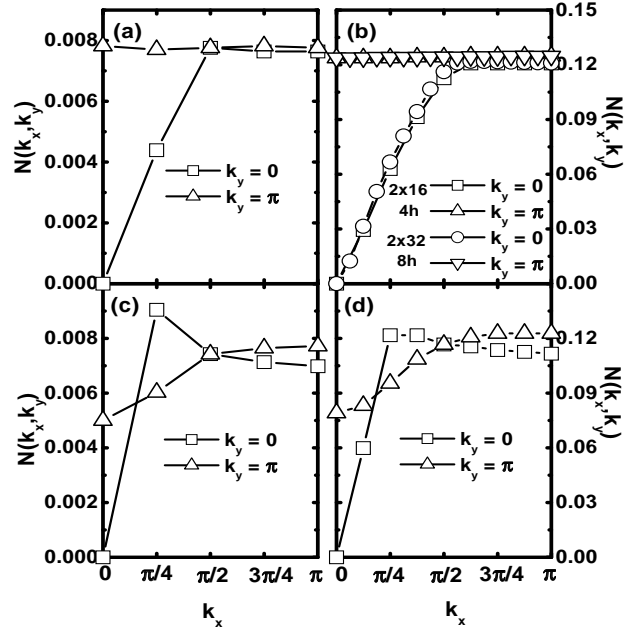 (a)
N(kx,ky)
0.008
0.006
0.004
0.002
0.000
ky = 0
ky = π
(b)
0.15
0.12
0.09
0.06
0.03
0.00
N(kx,ky)
2x16
4h
2x32
8h
ky = 0
ky = π
ky = 0
ky = π
(c)
N(kx,ky)
0.008
0.006
0.004
0.002
0.000
ky = 0
ky = π
0 π/4 π/2 3π/4 π
kx
(d)
0.12
0.09
0.06
0.03
0.00
N(kx,ky)
ky = 0
ky = π
0 π/4 π/2 3π/4 π
kx